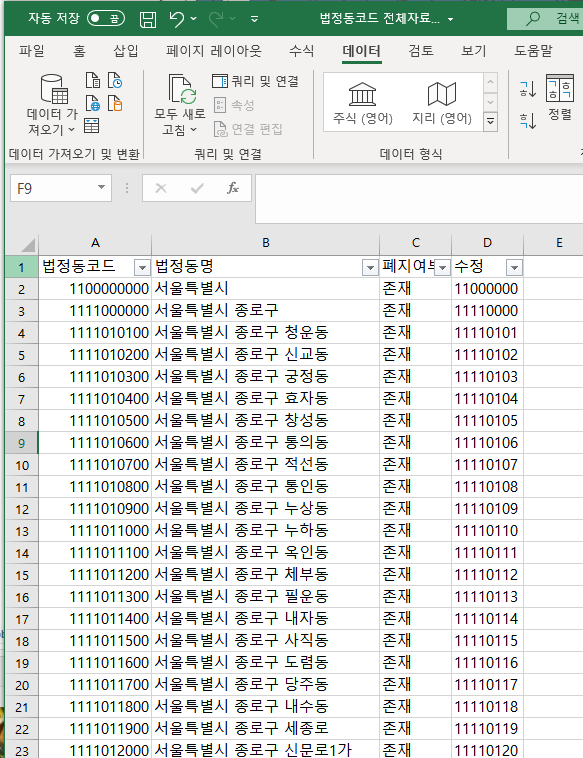 자동 저장 끔 법정동코드 전체자료... 검색
파일 홈 삽입 페이지 레이아웃 수식 데이터 검토 보기 도움말
데이터 가져오기
모두 새로 고침
쿼리 및 연결
속성
연결 편집
주식 (영어) 지리 (영어)
정렬
데이터 가져오기 및 변환 쿼리 및 연결 데이터 형식
F9 fx
A B C D E
1 법정동코드 법정동명 폐지여부 수정
2 1100000000 서울특별시 존재 11000000
3 1111000000 서울특별시 종로구 존재 11110000
4 1111010100 서울특별시 종로구 청운동 존재 11110101
5 1111010200 서울특별시 종로구 신교동 존재 11110102
6 1111010300 서울특별시 종로구 궁정동 존재 11110103
7 1111010400 서울특별시 종로구 효자동 존재 11110104
8 1111010500 서울특별시 종로구 창성동 존재 11110105
9 1111010600 서울특별시 종로구 통의동 존재 11110106
10 1111010700 서울특별시 종로구 적선동 존재 11110107
11 1111010800 서울특별시 종로구 통인동 존재 11110108
12 1111010900 서울특별시 종로구 누상동 존재 11110109
13 1111011000 서울특별시 종로구 누하동 존재 11110110
14 1111011100 서울특별시 종로구 옥인동 존재 11110111
15 1111011200 서울특별시 종로구 체부동 존재 11110112
16 1111011300 서울특별시 종로구 필운동 존재 11110113
17 1111011400 서울특별시 종로구 내자동 존재 11110114
18 1111011500 서울특별시 종로구 사직동 존재 11110115
19 1111011600 서울특별시 종로구 도렴동 존재 11110116
20 1111011700 서울특별시 종로구 당주동 존재 11110117
21 1111011800 서울특별시 종로구 내수동 존재 11110118
22 1111011900 서울특별시 종로구 세종로 존재 11110119
23 1111012000 서울특별시 종로구 신문로1가 존재 11110120